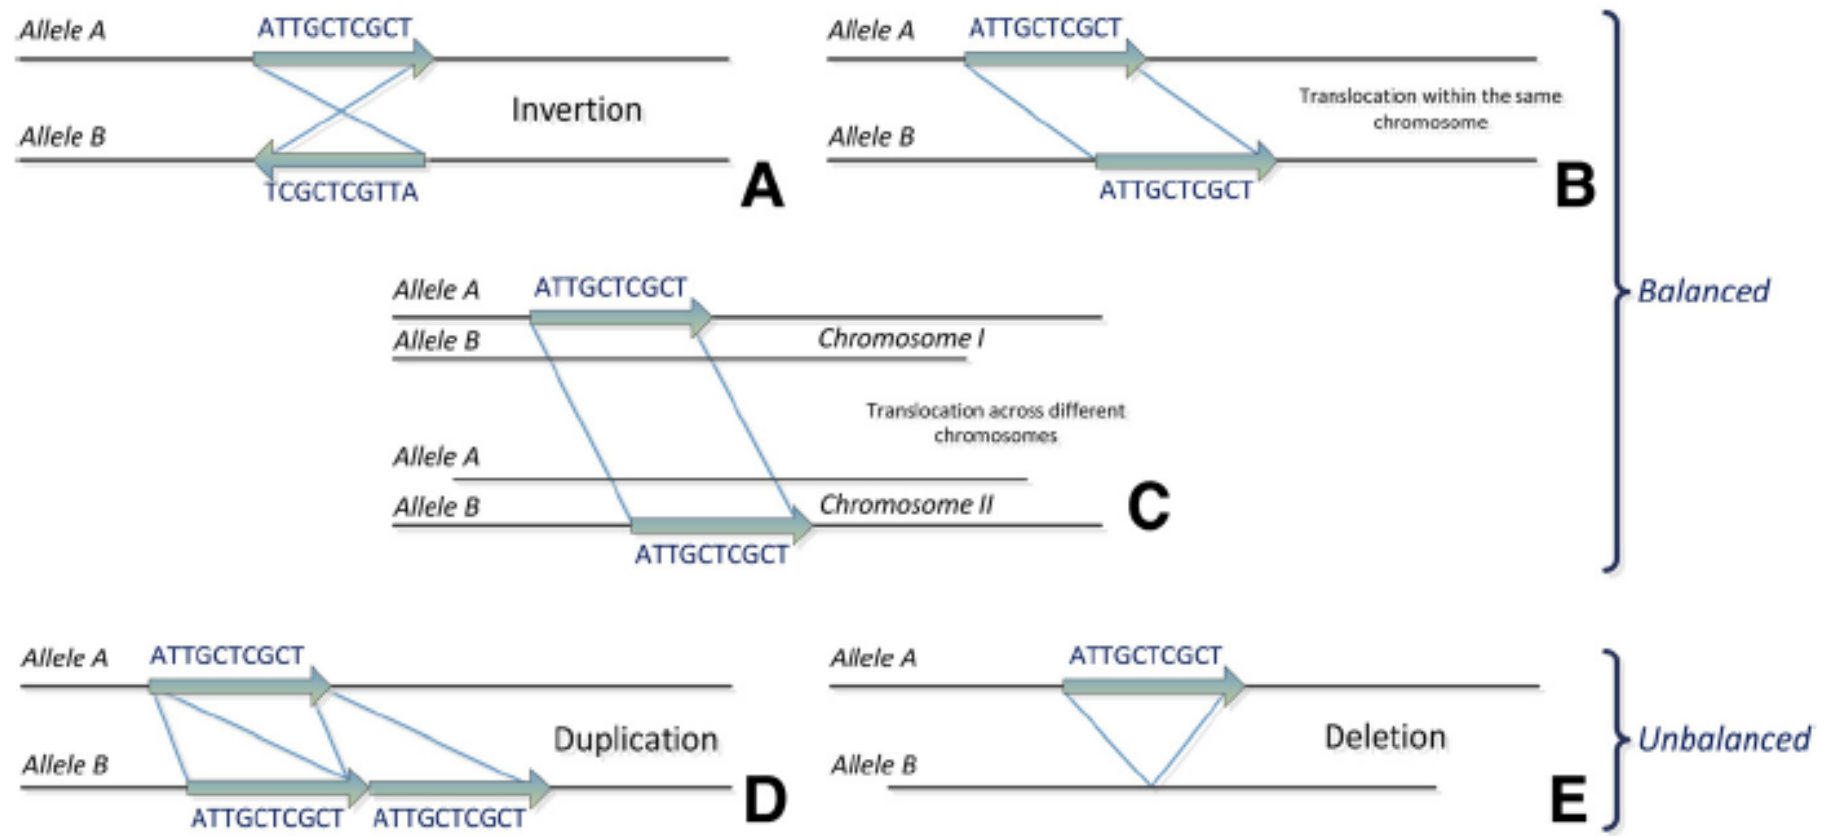 Allele A
ATTGCTCGCT
Invertion
Allele B
TCGCTCGTTA
A
Allele A
ATTGCTCGCT
Translocation within the same
chromosome
Allele B
ATTGCTCGCT
B
Balanced
Allele A
ATTGCTCGCT
Allele B
Chromosome I
Translocation across different
chromosomes
Allele A
Allele B
Chromosome II
ATTGCTCGCT
C
Allele A
ATTGCTCGCT
Duplication
Allele B
ATTGCTCGCT ATTGCTCGCT
D
Allele A
ATTGCTCGCT
Deletion
Allele B
E
Unbalanced